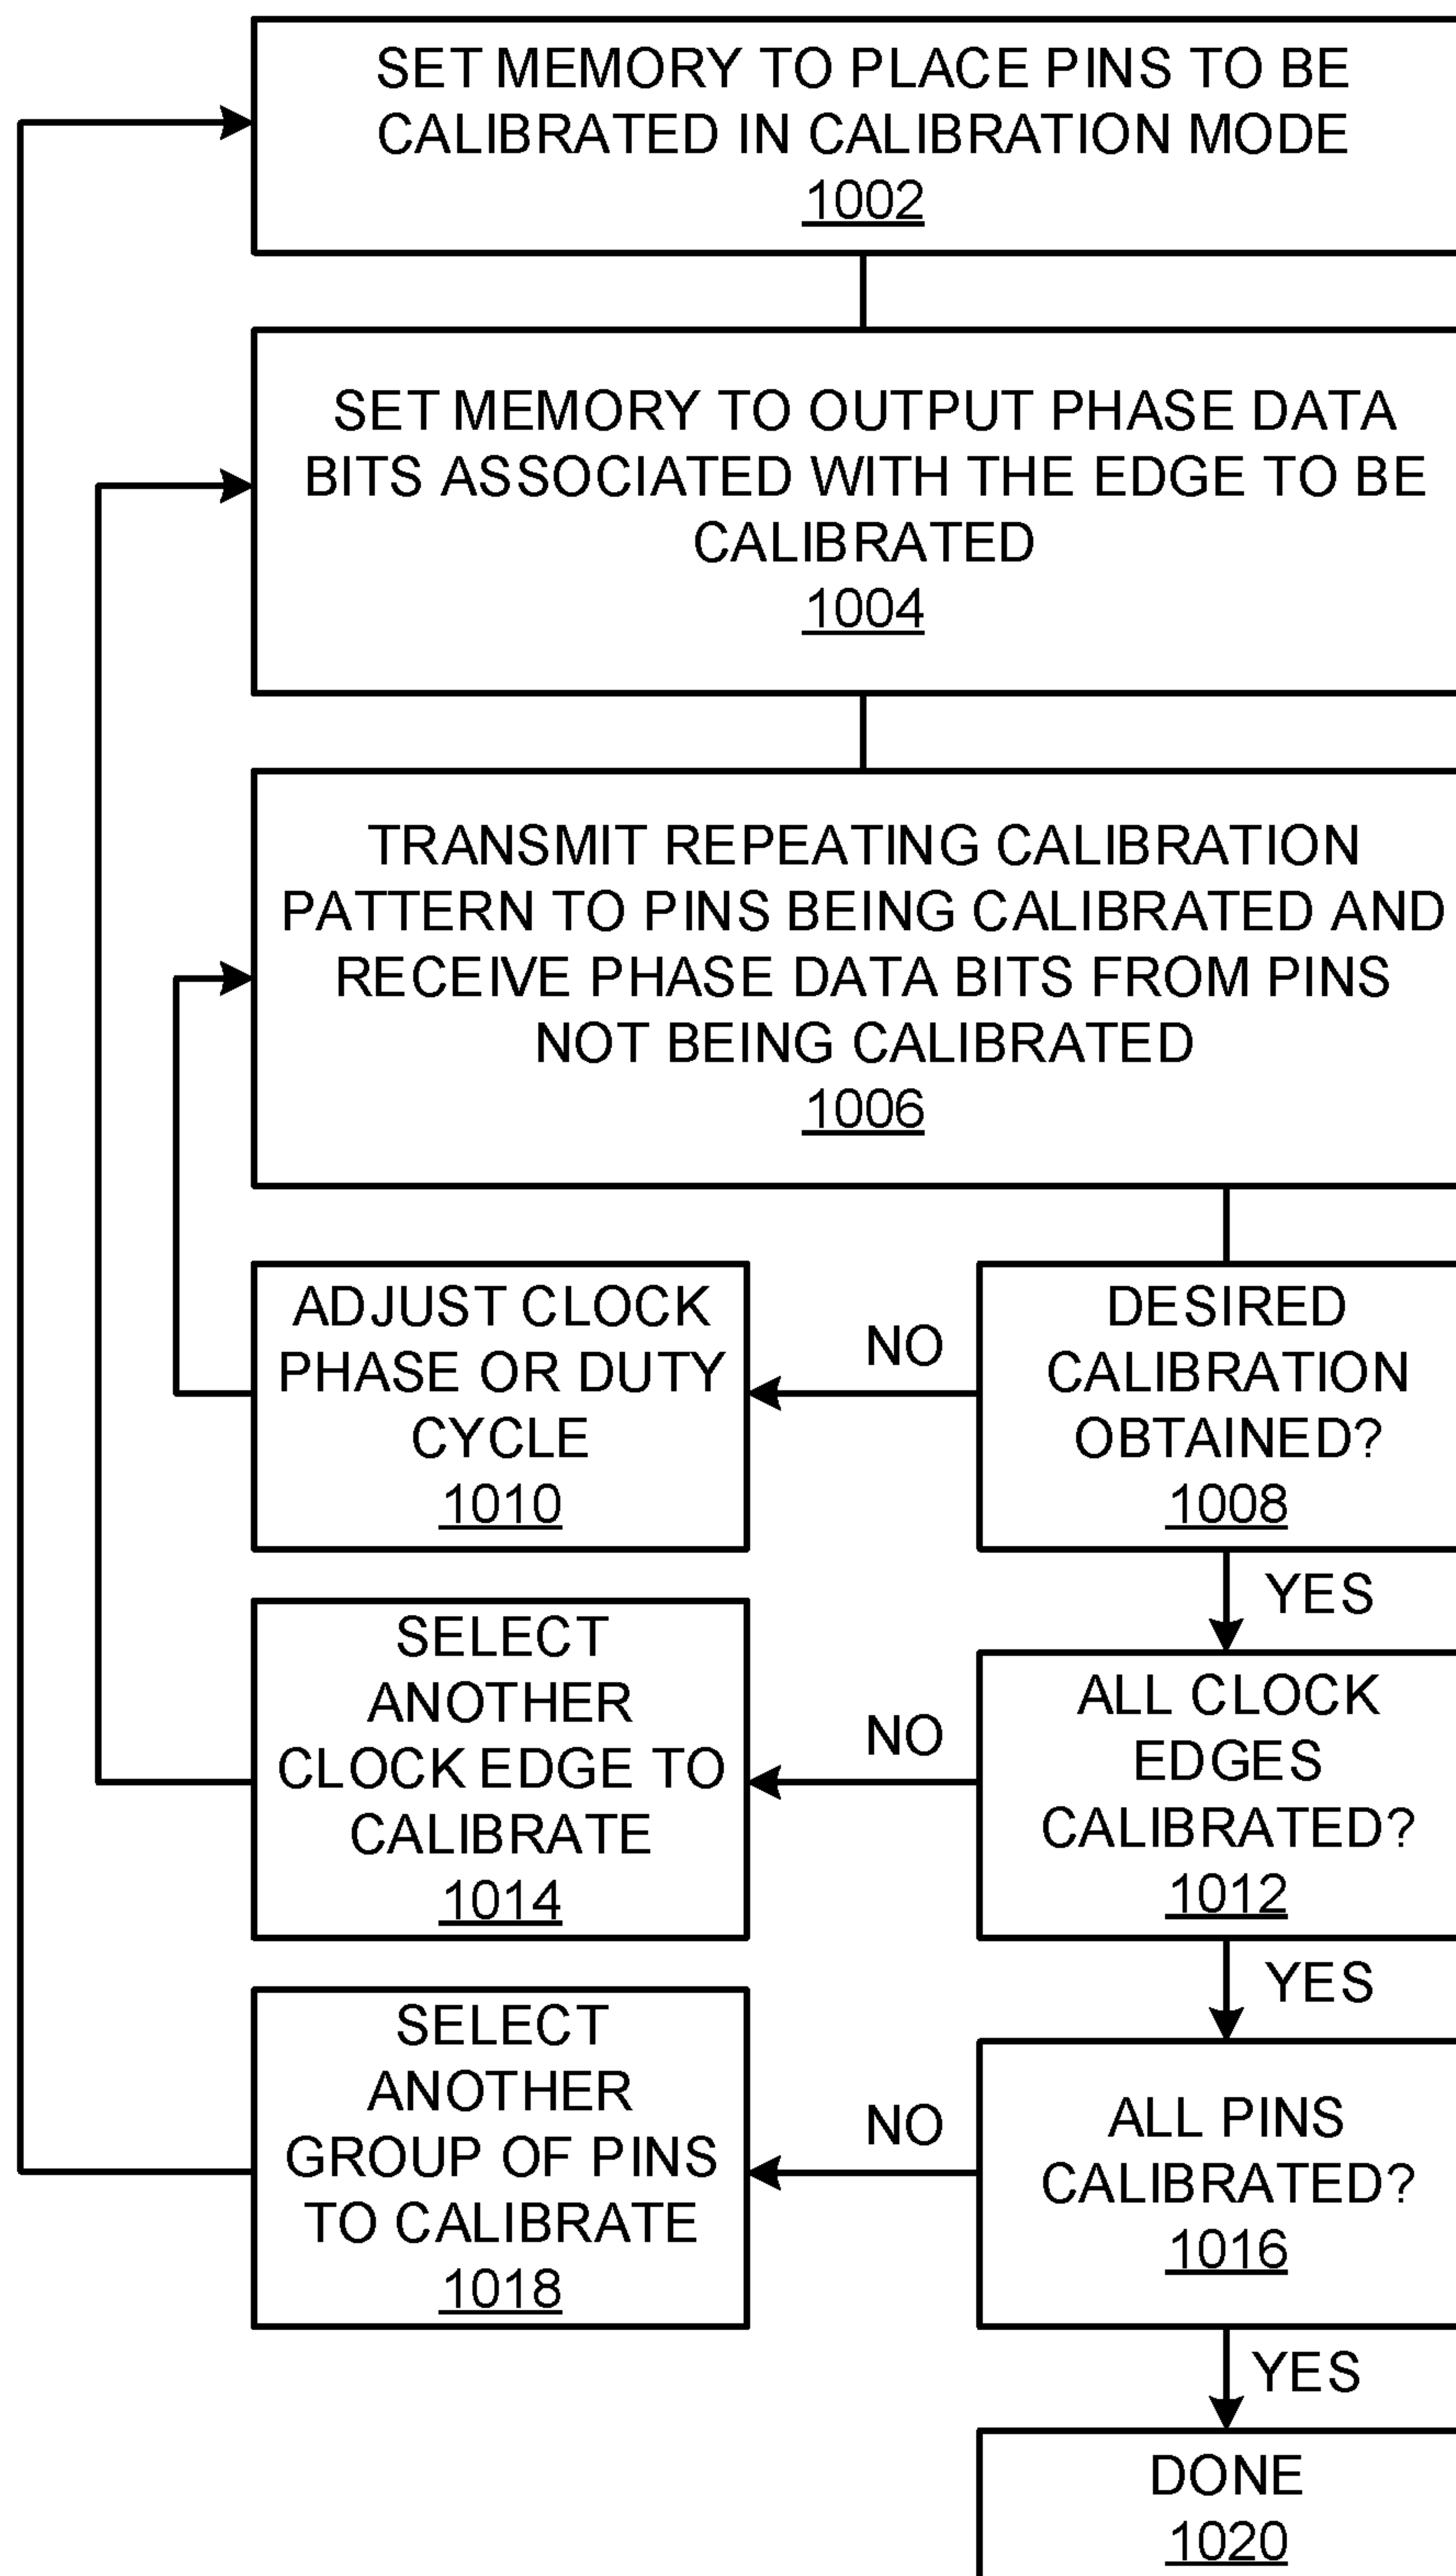 SET MEMORY TO PLACE PINS TO BE
CALIBRATED IN CALIBRATION MODE
1002
SET MEMORY TO OUTPUT PHASE DATA
BITS ASSOCIATED WITH THE EDGE TO BE
CALIBRATED
1004
TRANSMIT REPEATING CALIBRATION
PATTERN TO PINS BEING CALIBRATED AND
RECEIVE PHASE DATA BITS FROM PINS
NOT BEING CALIBRATED
1006
DESIRED
CALIBRATION
OBTAINED?
1008
NO
ADJUST CLOCK
PHASE OR DUTY
CYCLE
1010
YES
ALL CLOCK
EDGES
CALIBRATED?
1012
NO
SELECT
ANOTHER
CLOCK EDGE TO
CALIBRATE
1014
YES
ALL PINS
CALIBRATED?
1016
NO
SELECT
ANOTHER
GROUP OF PINS
TO CALIBRATE
1018
YES
DONE
1020